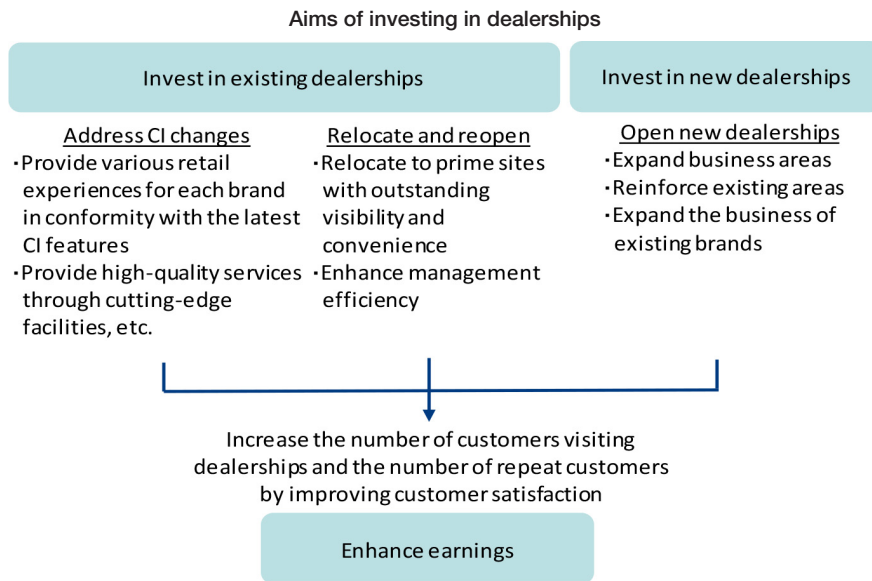 Aims of investing in dealerships
Invest in existing dealerships
Invest in new dealerships
Address CI changes
・Provide various retail
experiences for each brand
in conformity with the latest
CI features
・Provide high-quality services
through cutting-edge
facilities, etc.
Relocate and reopen
・Relocate to prime sites
with outstanding
visibility and
convenience
・Enhance management
efficiency
Open new dealerships
・Expand business areas
・Reinforce existing areas
・Expand the business of
existing brands
Increase the number of customers visiting
dealerships and the number of repeat customers
by improving customer satisfaction
Enhance earnings